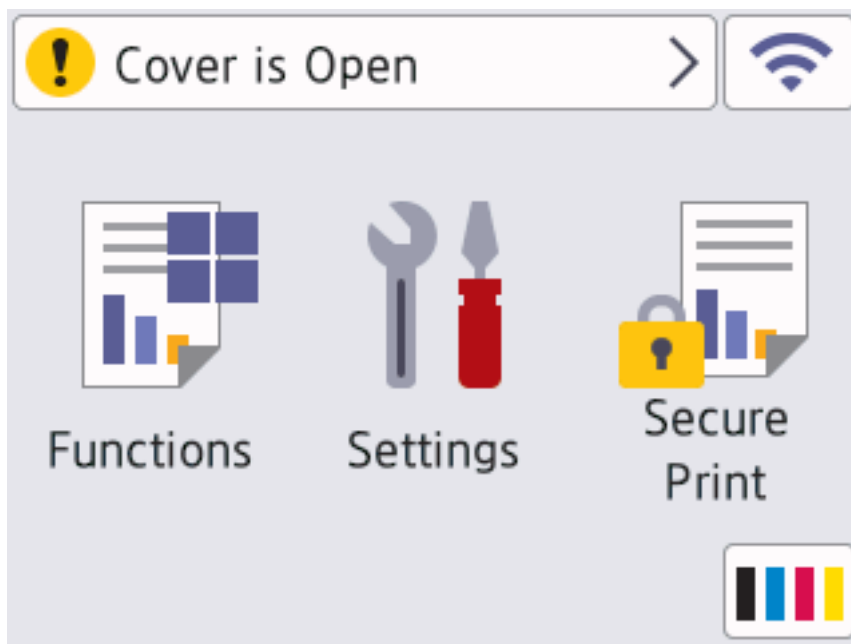 Cover is Open
Functions
Settings
Secure
Print